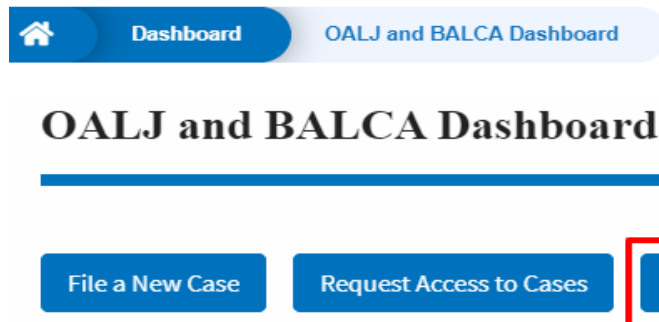 Dashboard OALJ and BALCA Dashboard
OALJ and BALCA Dashboard
File a New Case Request Access to Cases